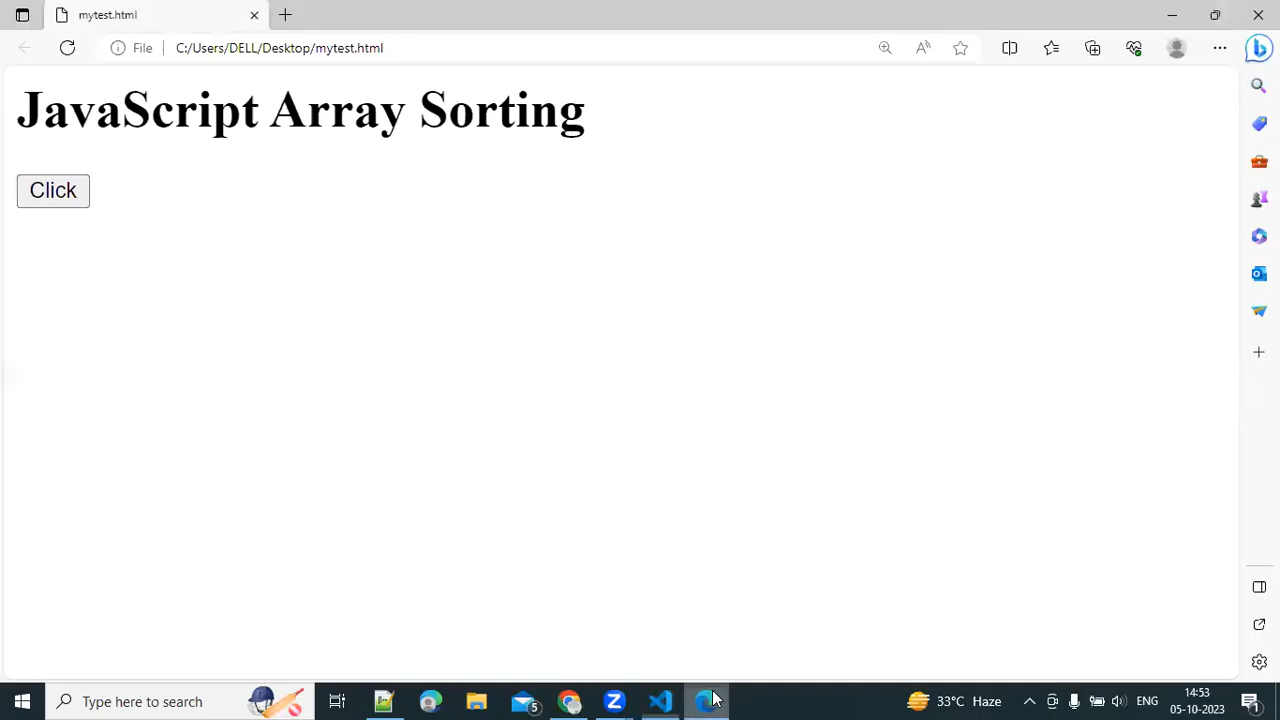 mytest.html
File
C:/Users/DELL/Desktop/mytest.html
JavaScript Array Sorting
Click
Type here to search
5
33°C Haze
ENG
14:53
05-10-2023
1